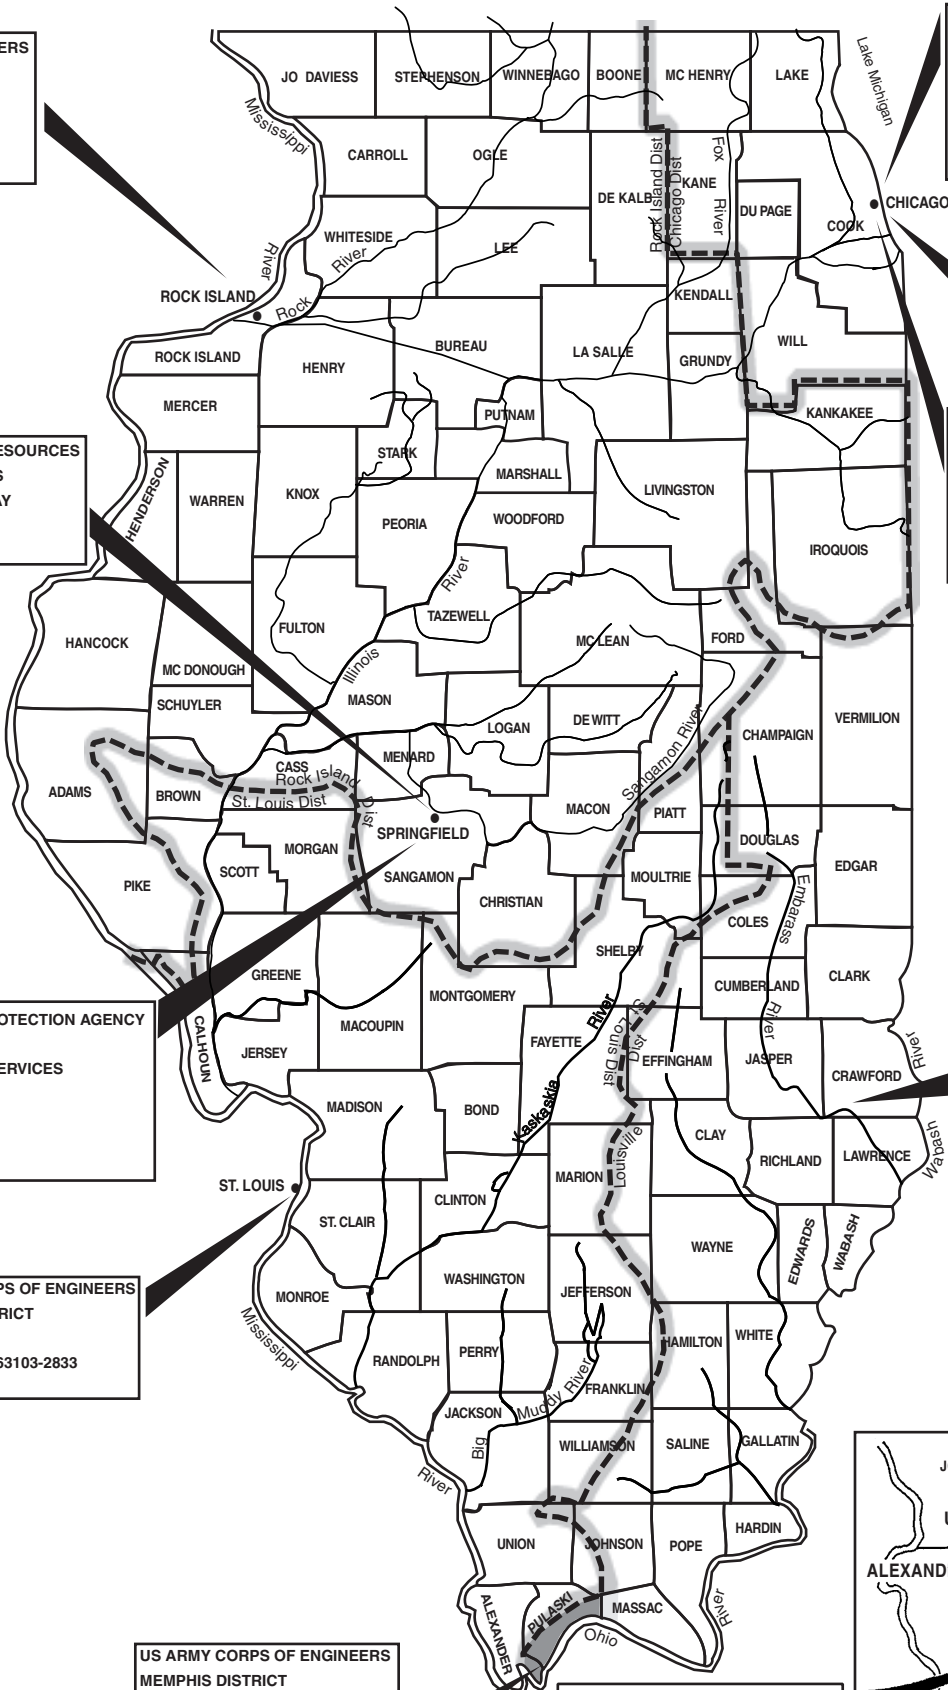 ERS
JO DAVIESS
STEPHENSON
WINNEBAGO
BOONE
MC HENRY
LAKE
Lake Michigan
Mississippi
CARROLL
OGLE
DE KALB
Rock Island Dist
Chicago Dist
KANE
Fox
River
DU PAGE
COOK
CHICAGO
WHITESIDE
River
LEE
River
ROCK ISLAND
Rock
KENDALL
ROCK ISLAND
HENRY
BUREAU
LA SALLE
GRUNDY
WILL
MERCER
PUTNAM
KANKAKEE
ESOURCES
S
AY
STARK
MARSHALL
HENDERSON
WARREN
KNOX
PEORIA
WOODFORD
LIVINGSTON
IROQUOIS
River
TAZEWELL
HANCOCK
FULTON
MC LEAN
FORD
MC DONOUGH
Illinois
SCHUYLER
MASON
LOGAN
DE WITT
CHAMPAIGN
VERMILION
MENARD
Sangamon River
CASS
Rock Island
Dist
St. Louis Dist
ADAMS
BROWN
MACON
PIATT
SPRINGFIELD
DOUGLAS
EDGAR
MORGAN
SCOTT
SANGAMON
MOULTRIE
PIKE
CHRISTIAN
COLES
Embarass
River
SHELBY
GREENE
CUMBERLAND
CLARK
MONTGOMERY
OTECTION AGENCY
ERVICES
MACOUPIN
River
FAYETTE
St.
Louis Dist
Dist
EFFINGHAM
JASPER
River
CALHOUN
JERSEY
CRAWFORD
Kaskaskia
MADISON
BOND
CLAY
RICHLAND
LAWRENCE
Wabash
Louisville
MARION
ST. LOUIS
CLINTON
ST. CLAIR
WAYNE
EDWARDS
WABASH
WASHINGTON
JEFFERSON
PS OF ENGINEERS
RICT
63103-2833
MONROE
Mississippi
HAMILTON
WHITE
RANDOLPH
PERRY
FRANKLIN
Muddy River
JACKSON
Big
WILLIAMSON
SALINE
GALLATIN
River
UNION
JOHNSON
POPE
HARDIN
ALEXANDER
PULASKI
MASSAC
Ohio
River
US ARMY CORPS OF ENGINEERS
MEMPHIS DISTRICT
J
U
ALEXAND